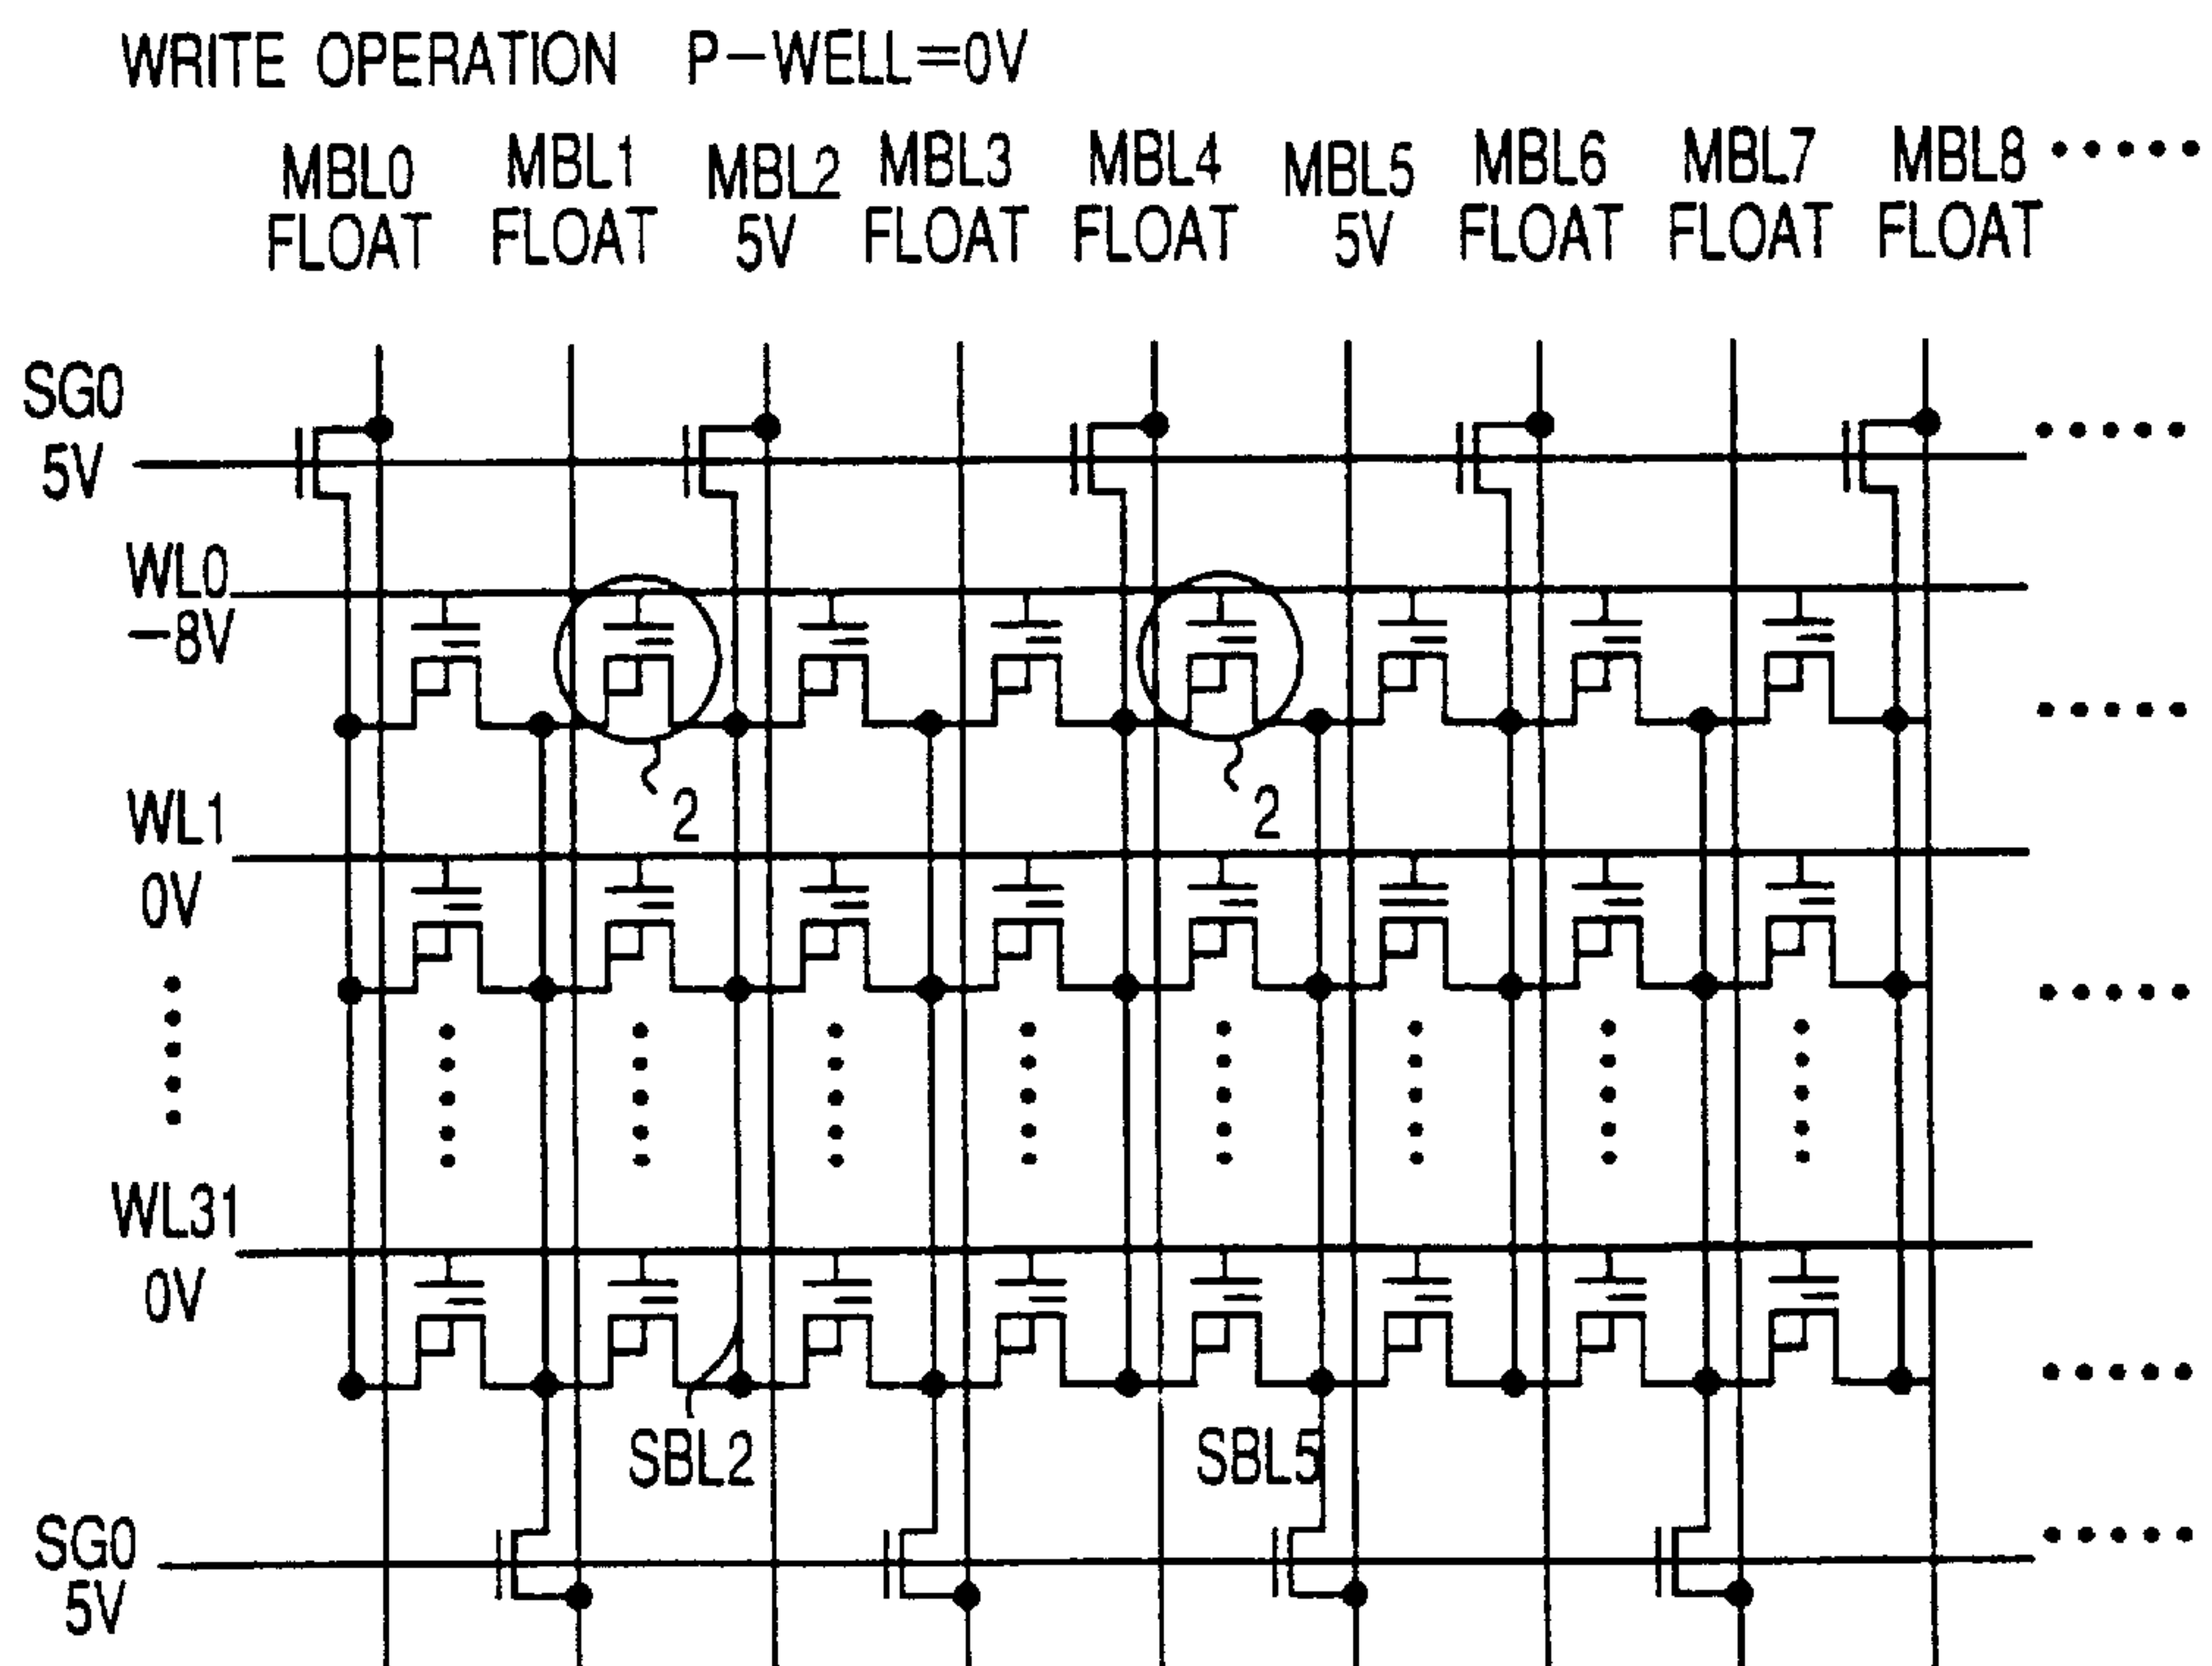 WRITE OPERATION P-WELL=0V
MBL0 MBL1 MBL2 MBL3 MBL4 MBL5 MBL6 MBL7 MBL8
FLOAT FLOAT 5V FLOAT FLOAT 5V FLOAT FLOAT FLOAT
SG0
5V
WL0
-8V
2 2
WL1
0V
WL31
0V
SBL2 SBL5
SG0
5V